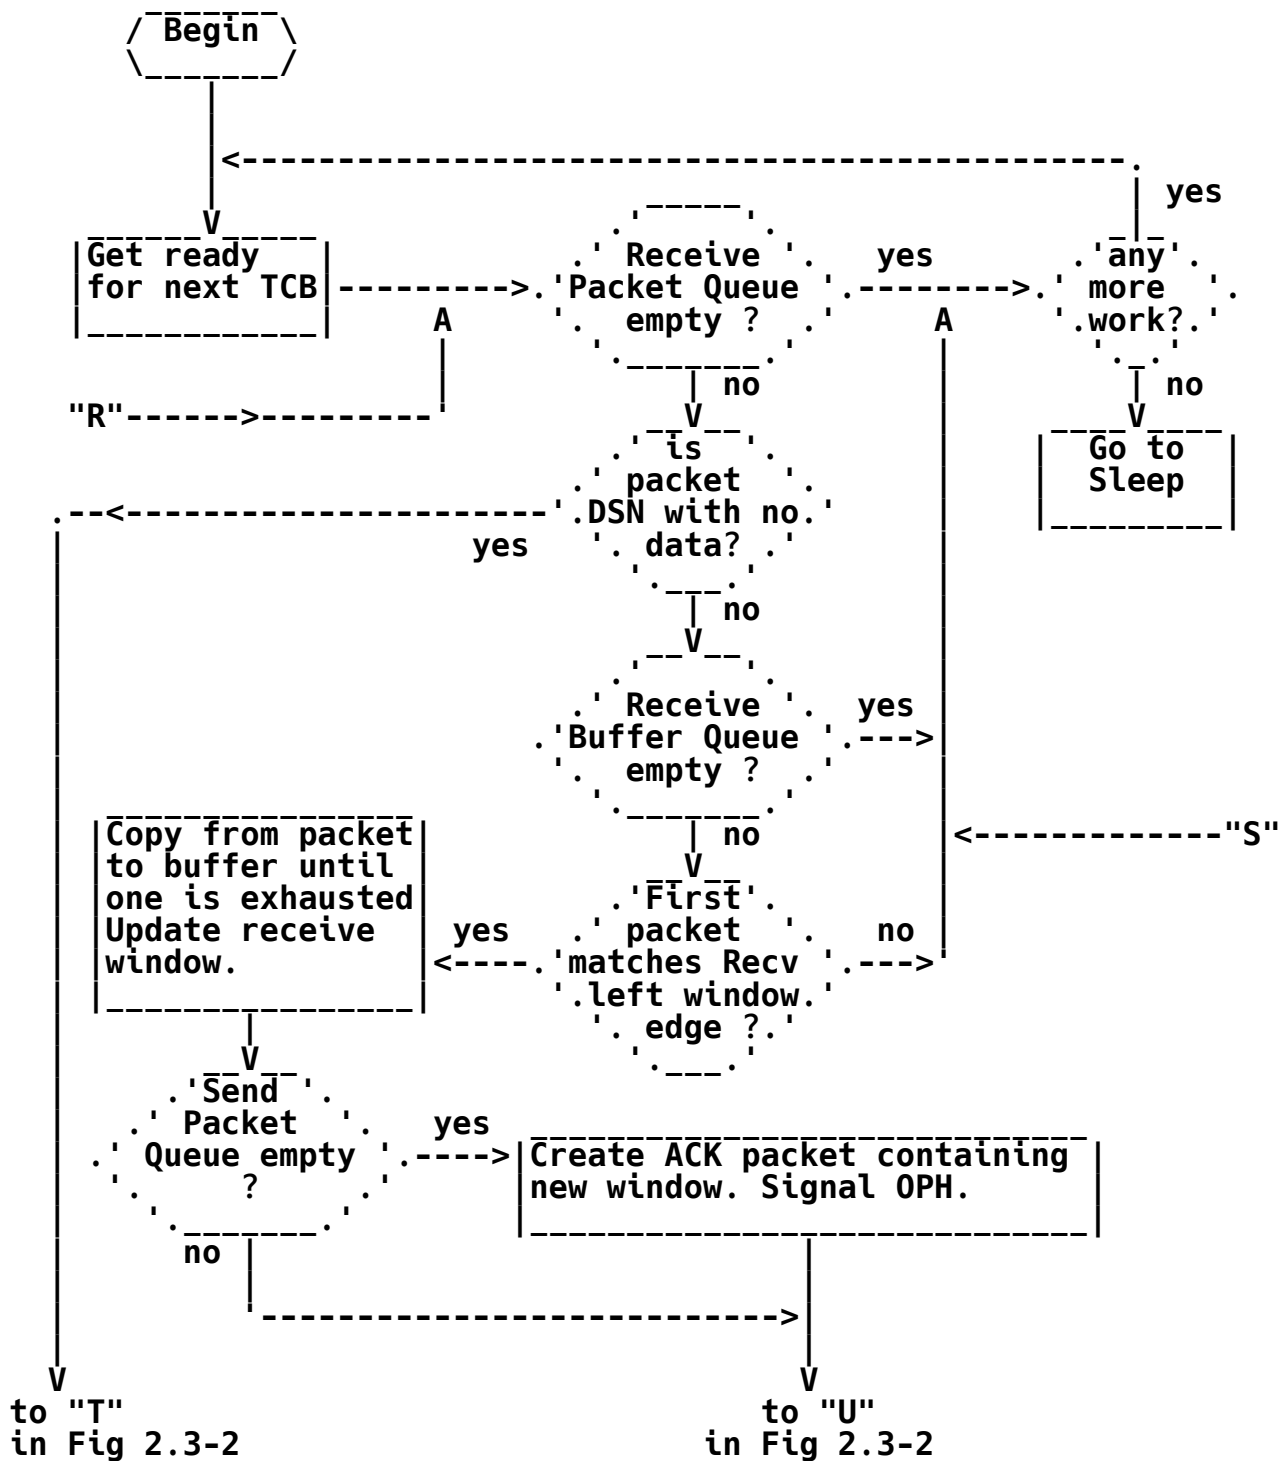 Begin
yes
Get ready
for next TCB
Receive
Packet Queue
empty ?
yes
any
more
work?
A
A
V
no
no
"R"
V
V
Go to
Sleep
is
packet
DSN with no
data?
yes
no
V
Receive
Buffer Queue
empty ?
yes
no
"S"
V
Copy from packet
to buffer until
one is exhausted
Update receive
window.
yes
First
packet
matches Recv
left window
edge ?
no
V
Send
Packet
Queue empty
?
yes
Create ACK packet containing
new window. Signal OPH.
no
V
V
to "T"
in Fig 2.3-2
to "U"
in Fig 2.3-2